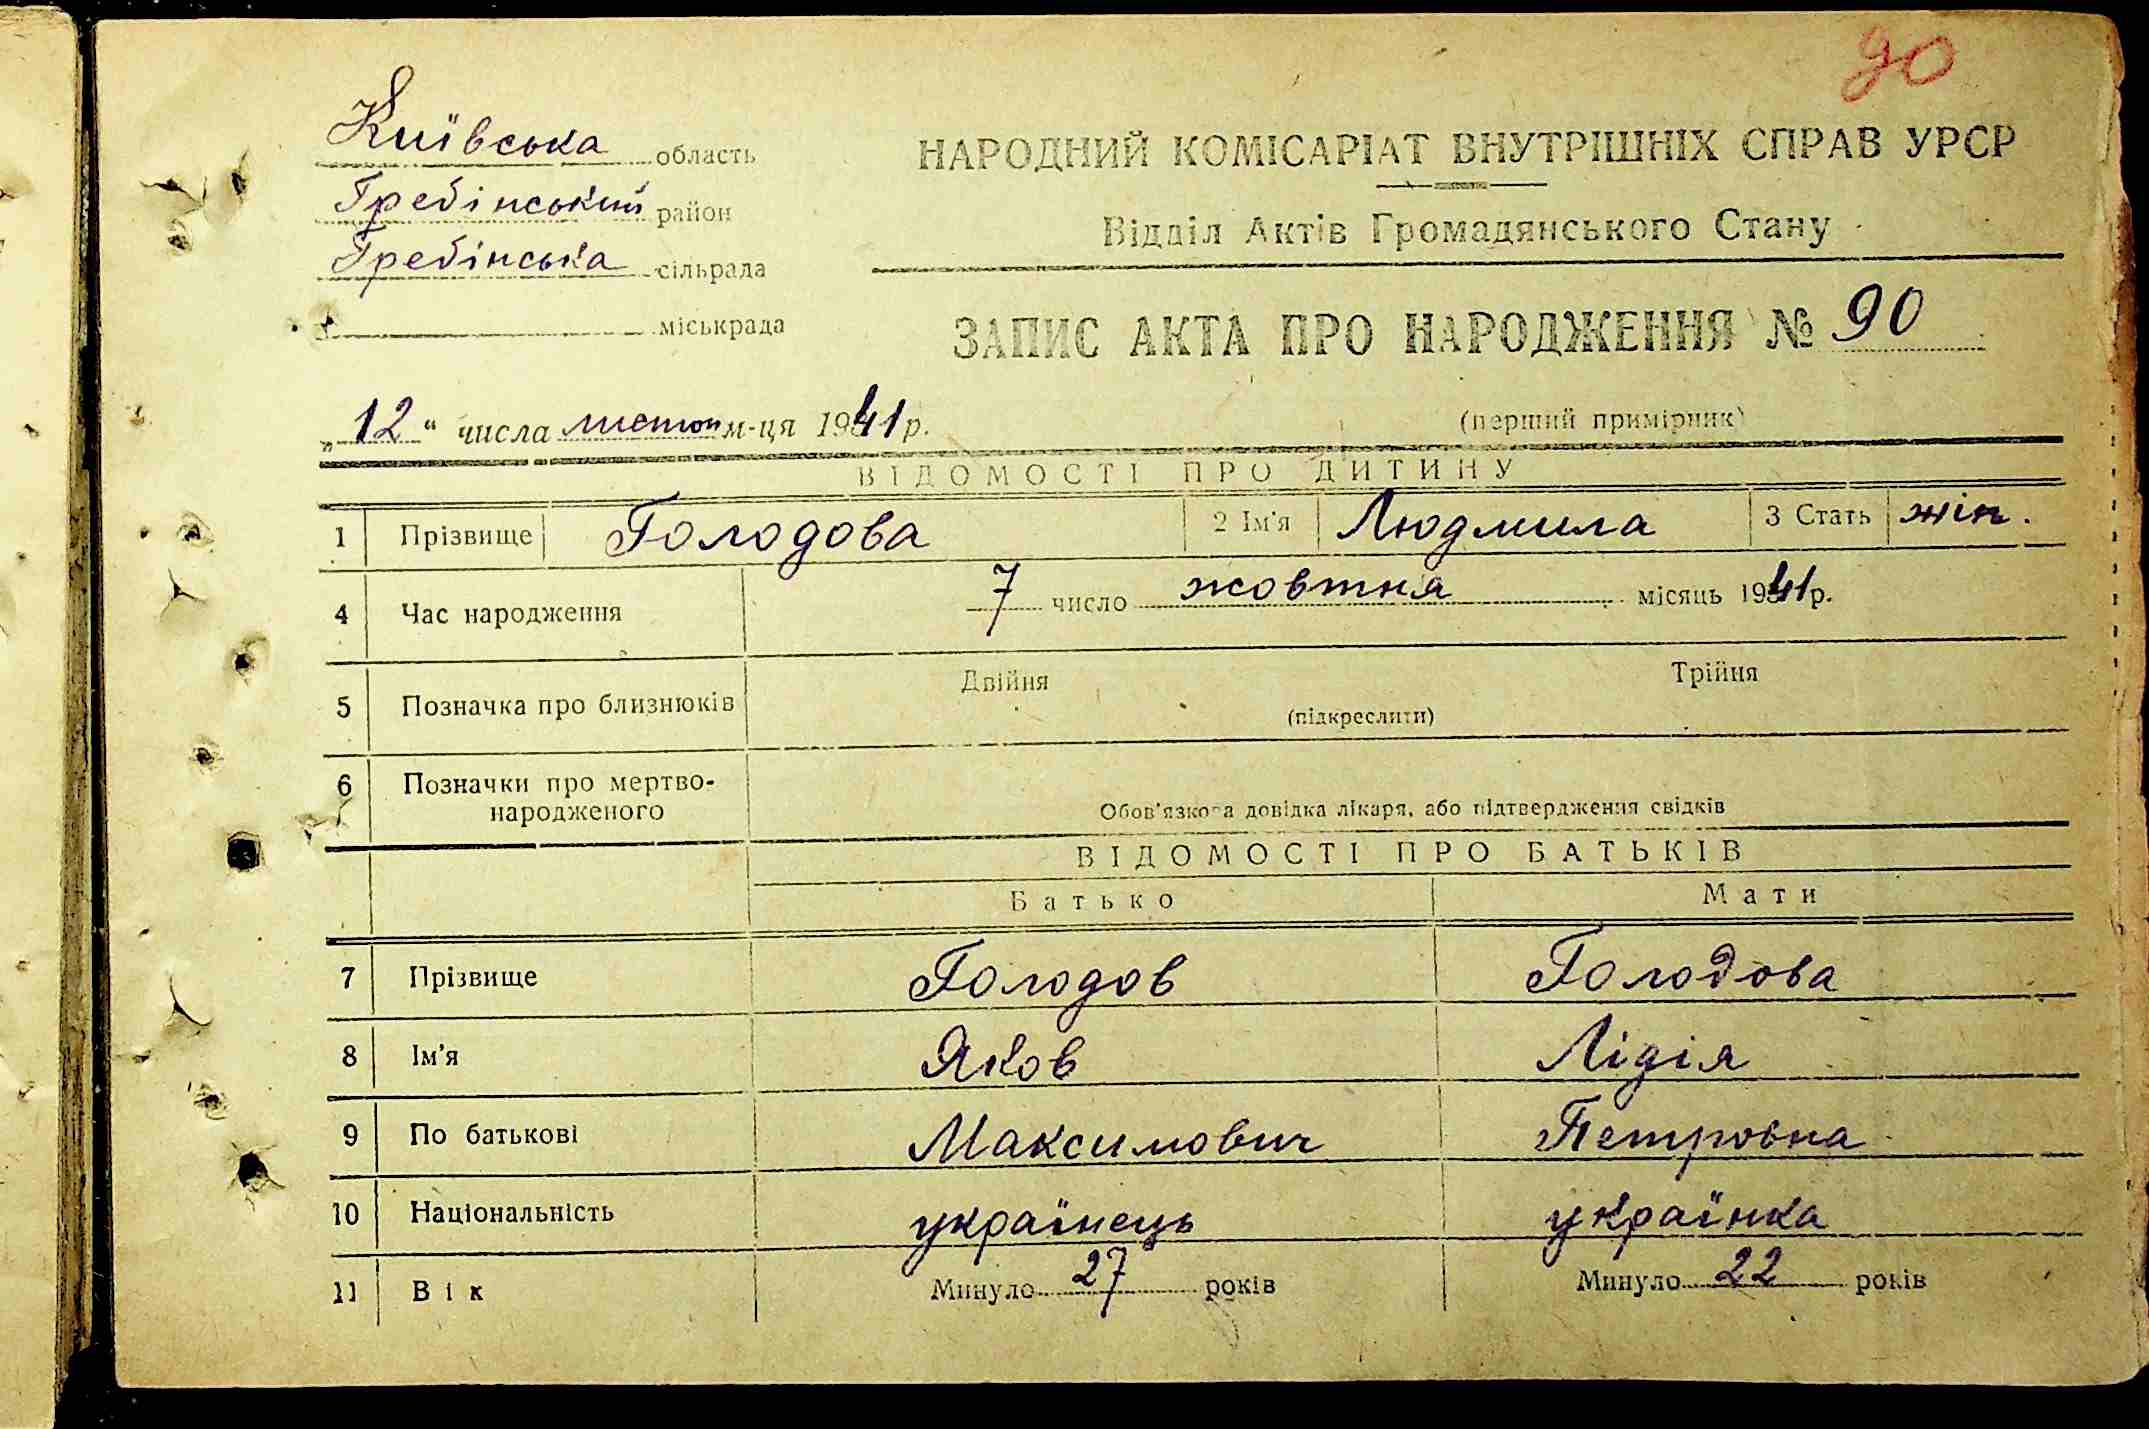 90
Київська область
Гребінський район
Гребінська сільрада
міськрада
НАРОДНИЙ КОМІСАРІАТ ВНУТРІШНІХ СПРАВ УРСР
Відділ Актів Громадянського Стану
ЗАПИС АКТА ПРО НАРОДЖЕННЯ № 90
„12“ числа листоп м-ця 1941 р.
(перший примірник)
ВІДОМОСТІ ПРО ДИТИНУ
1 Прізвище Голодова 2 Ім'я Людмила 3 Стать жін.
4 Час народження 7 число жовтня місяць 1941 р.
5 Позначка про близнюків Двійня Трійня
(підкреслити)
6 Позначки про мертво-
народженого
Обов'язкова довідка лікаря, або підтвердження свідків
ВІДОМОСТІ ПРО БАТЬКІВ
Батько Мати
7 Прізвище Голодов Голодова
8 Ім'я Яков Лідія
9 По батькові Максимович Петровна
10 Національність українець українка
11 Вік Минуло 27 років Минуло 22 років